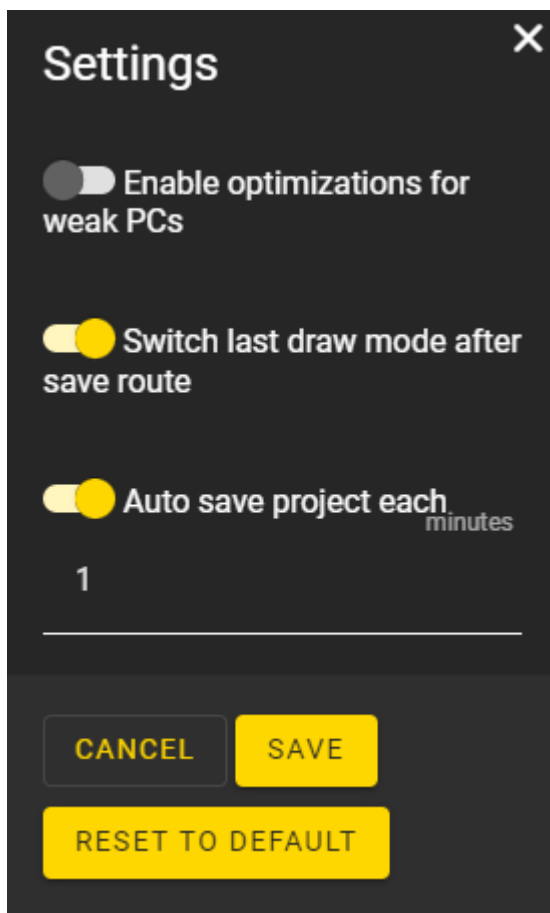 Settings
Enable optimizations for
weak PCs
Switch last draw mode after
save route
Auto save project each
minutes
1
CANCEL
SAVE
RESET TO DEFAULT